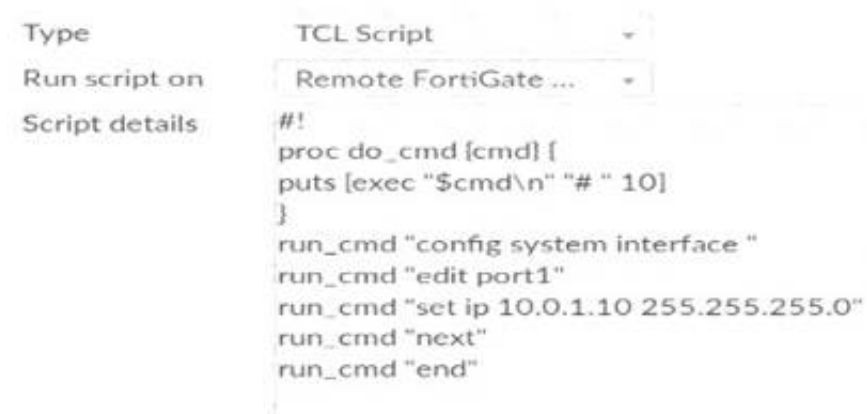 Type TCL Script
Run script on Remote FortiGate ...
Script details #!
proc do_cmd {cmd} {
puts [exec "$cmd\n" "# " 10]
}
run_cmd "config system interface "
run_cmd "edit port1"
run_cmd "set ip 10.0.1.10 255.255.255.0"
run_cmd "next"
run_cmd "end"